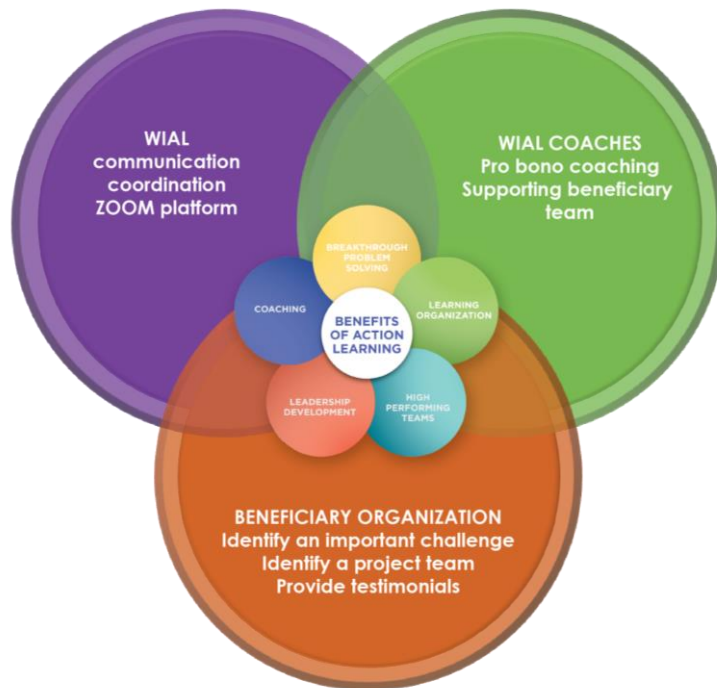 WIAL
communication
coordination
ZOOM platform
WIAL COACHES
Pro bono coaching
Supporting beneficiary
team
BREAKTHROUGH
PROBLEM
SOLVING
COACHING
LEARNING
ORGANIZATION
BENEFITS
OF ACTION
LEARNING
LEADERSHIP
DEVELOPMENT
HIGH
PERFORMING
TEAMS
BENEFICIARY ORGANIZATION
Identify an important challenge
Identify a project team
Provide testimonials